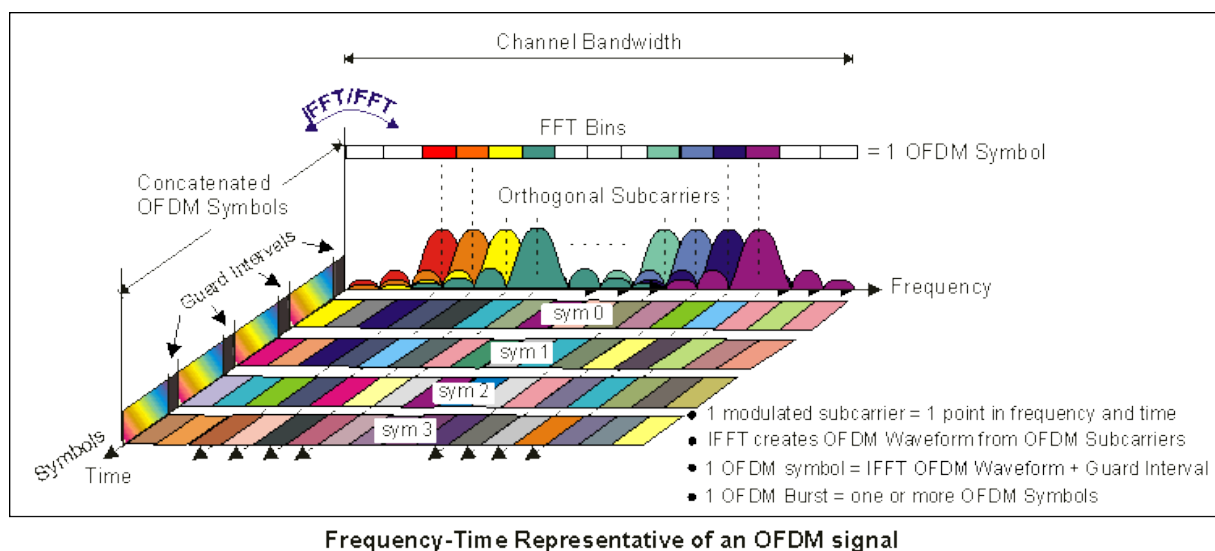 Channel Bandwidth
IFFT/FFT
FFT Bins
= 1 OFDM Symbol
Concatenated
OFDM Symbols
Orthogonal Subcarriers
Guard Intervals
Frequency
sym 0
sym 1
sym 2
sym 3
Symbols
Time
1 modulated subcarrier = 1 point in frequency and time
IFFT creates OFDM Waveform from OFDM Subcarriers
1 OFDM symbol = IFFT OFDM Waveform + Guard Interval
1 OFDM Burst = one or more OFDM Symbols
Frequency-Time Representative of an OFDM signal